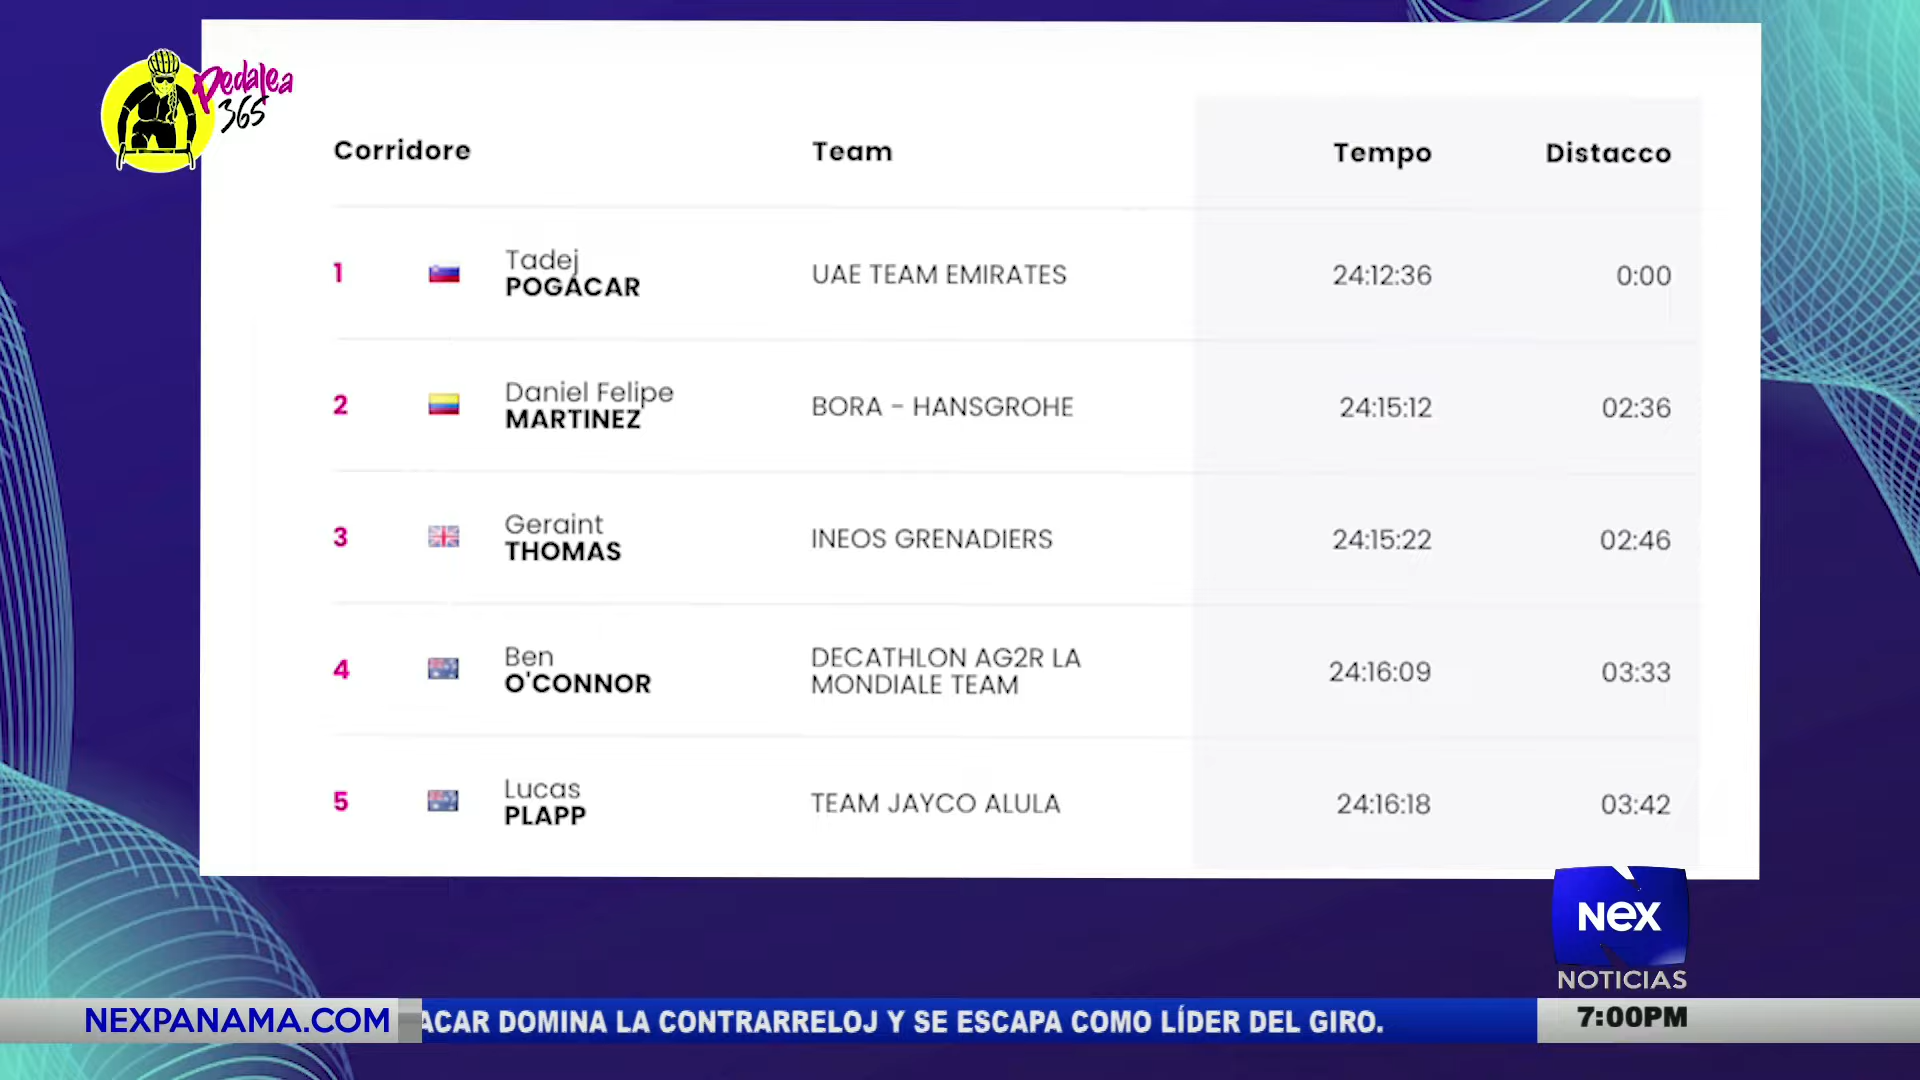 Pedalea
365
Corridore Team Tempo Distacco
1 Tadej
POGAČAR UAE TEAM EMIRATES 24:12:36 0:00
2 Daniel Felipe
MARTINEZ BORA - HANSGROHE 24:15:12 02:36
3 Geraint
THOMAS INEOS GRENADIERS 24:15:22 02:46
4 Ben
O'CONNOR DECATHLON AG2R LA
MONDIALE TEAM 24:16:09 03:33
5 Lucas
PLAPP TEAM JAYCO ALULA 24:16:18 03:42
NEX
NOTICIAS
NEXPANAMA.COM ACAR DOMINA LA CONTRARRELOJ Y SE ESCAPA COMO LÍDER DEL GIRO. 7:00PM